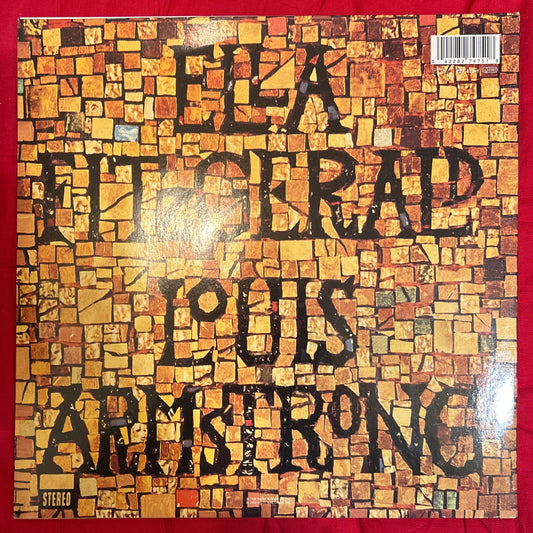 ELLA
FITZGERALD
LOUIS
ARMSTRONG
STEREO